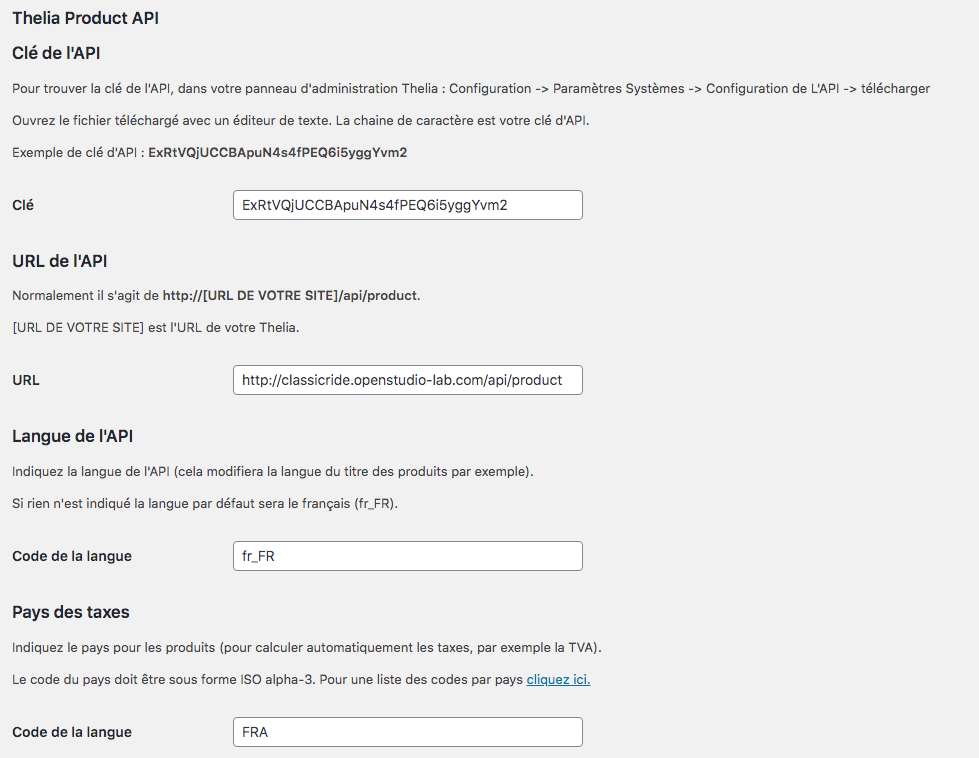 Thelia Product API
Clé de l'API
Pour trouver la clé de l'API, dans votre panneau d'administration Thelia : Configuration -> Paramètres Systèmes -> Configuration de L'API -> télécharger
Ouvrez le fichier téléchargé avec un éditeur de texte. La chaine de caractère est votre clé d'API.
Exemple de clé d'API : ExRtVQjUCCBApuN4s4fPEQ6i5yggYvm2
Clé
ExRtVQjUCCBApuN4s4fPEQ6i5yggYvm2
URL de l'API
Normalement il s'agit de http://[URL DE VOTRE SITE]/api/product.
[URL DE VOTRE SITE] est l'URL de votre Thelia.
URL
http://classicride.openstudio-lab.com/api/product
Langue de l'API
Indiquez la langue de l'API (cela modifiera la langue du titre des produits par exemple).
Si rien n'est indiqué la langue par défaut sera le français (fr_FR).
Code de la langue
fr_FR
Pays des taxes
Indiquez le pays pour les produits (pour calculer automatiquement les taxes, par exemple la TVA).
Le code du pays doit être sous forme ISO alpha-3. Pour une liste des codes par pays cliquez ici.
Code de la langue
FRA